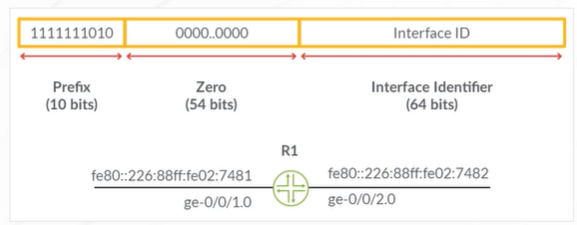 1111111010 0000..0000 Interface ID
Prefix Zero Interface Identifier
(10 bits) (54 bits) (64 bits)
R1
fe80::226:88ff:fe02:7481 fe80::226:88ff:fe02:7482
ge-0/0/1.0 ge-0/0/2.0